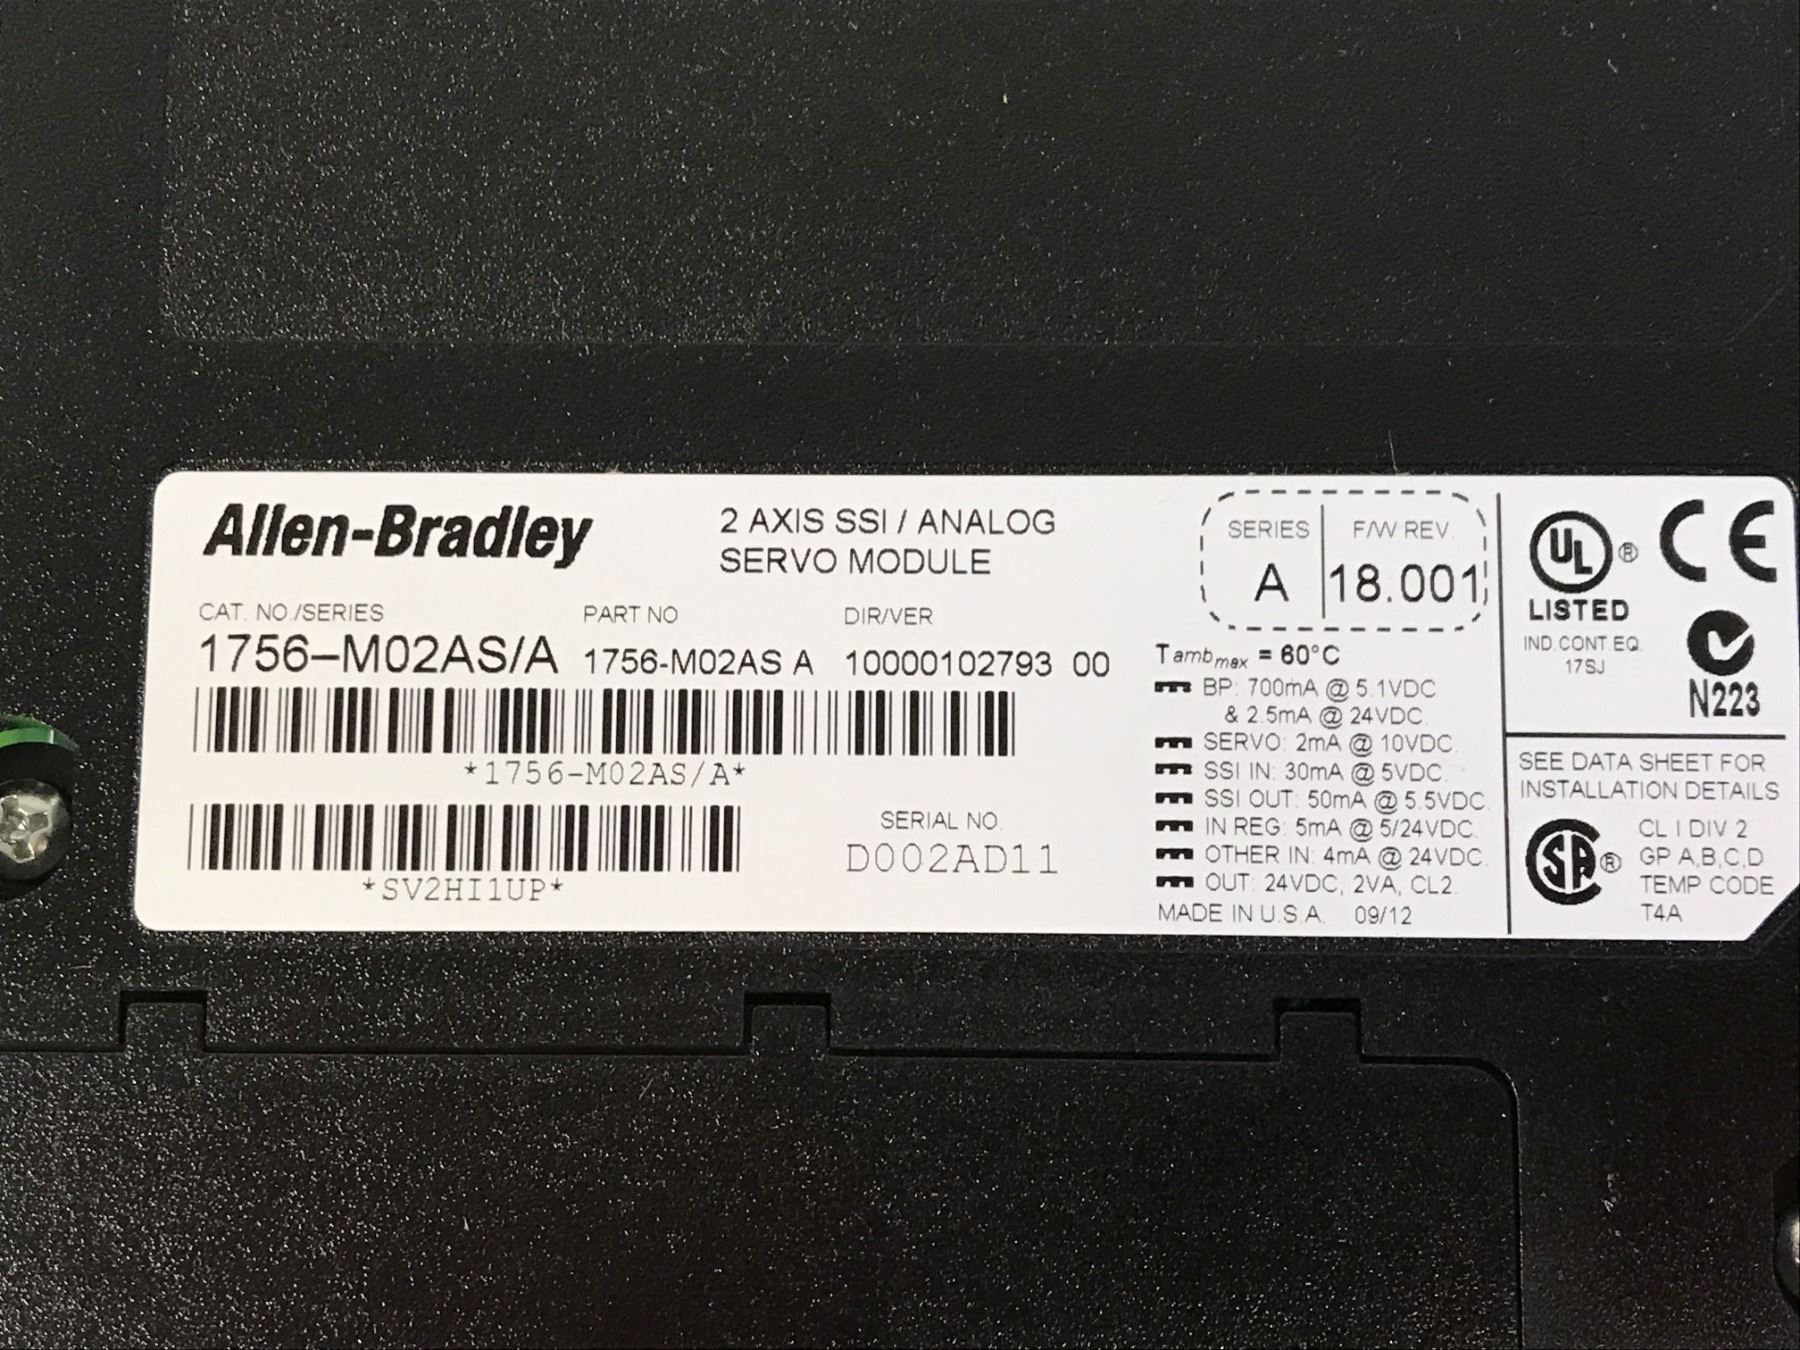 Allen-Bradley
2 AXIS SSI / ANALOG
SERVO MODULE
SERIES
A
F/W REV.
18.001
CAT. NO./SERIES
1756-M02AS/A
PART NO
1756-M02AS A
DIR/VER
10000102793 00
*1756-M02AS/A*
*SV2HI1UP*
SERIAL NO.
D002AD11
Tambmax = 60°C
BP: 700mA @ 5.1VDC
& 2.5mA @ 24VDC.
SERVO: 2mA @ 10VDC.
SSI IN: 30mA @ 5VDC.
SSI OUT: 50mA @ 5.5VDC.
IN REG: 5mA @ 5/24VDC.
OTHER IN: 4mA @ 24VDC.
OUT: 24VDC, 2VA, CL2.
MADE IN U.S.A. 09/12
UL ®
LISTED
IND.CONT.EQ.
17SJ
CE
N223
SEE DATA SHEET FOR
INSTALLATION DETAILS
SA ®
CL I DIV 2
GP A,B,C,D
TEMP CODE
T4A